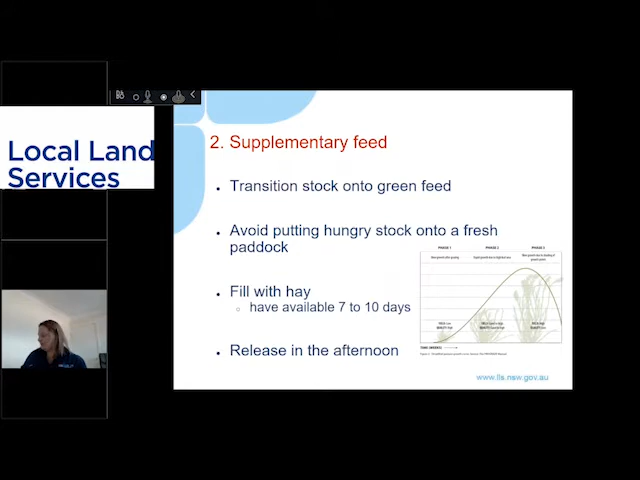 Local Land
Services
2. Supplementary feed
Transition stock onto green feed
Avoid putting hungry stock onto a fresh
paddock
Fill with hay
have available 7 to 10 days
Release in the afternoon
PHASE 1
PHASE 2
PHASE 3
www.lls.nsw.gov.au